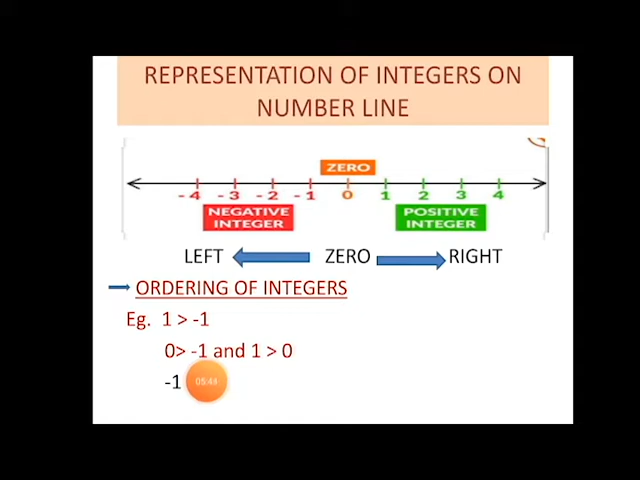 REPRESENTATION OF INTEGERS ON
NUMBER LINE
ZERO
-4 -3 -2 -1 0 1 2 3 4
NEGATIVE INTEGER POSITIVE INTEGER
LEFT ZERO RIGHT
ORDERING OF INTEGERS
Eg. 1 > -1
0> -1 and 1 > 0
-1